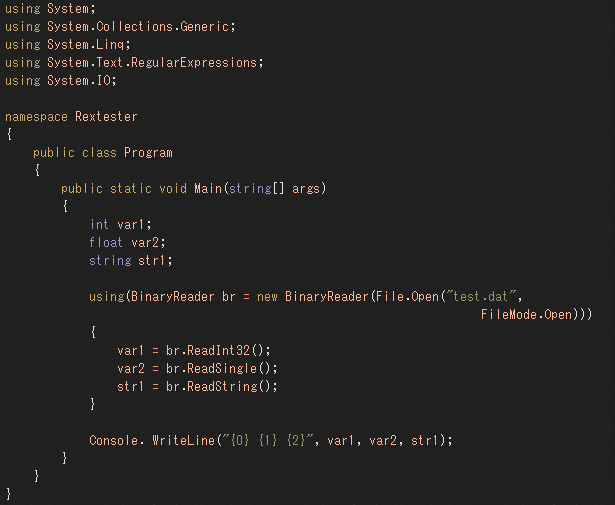 using System;
using System.Collections.Generic;
using System.Linq;
using System.Text.RegularExpressions;
using System.IO;

namespace Rextester
{
    public class Program
    {
        public static void Main(string[] args)
        {
            int var1;
            float var2;
            string str1;

            using(BinaryReader br = new BinaryReader(File.Open("test.dat",
                                                        FileMode.Open)))
            {
                var1 = br.ReadInt32();
                var2 = br.ReadSingle();
                str1 = br.ReadString();
            }

            Console. WriteLine("{0} {1} {2}", var1, var2, str1);
        }
    }
}